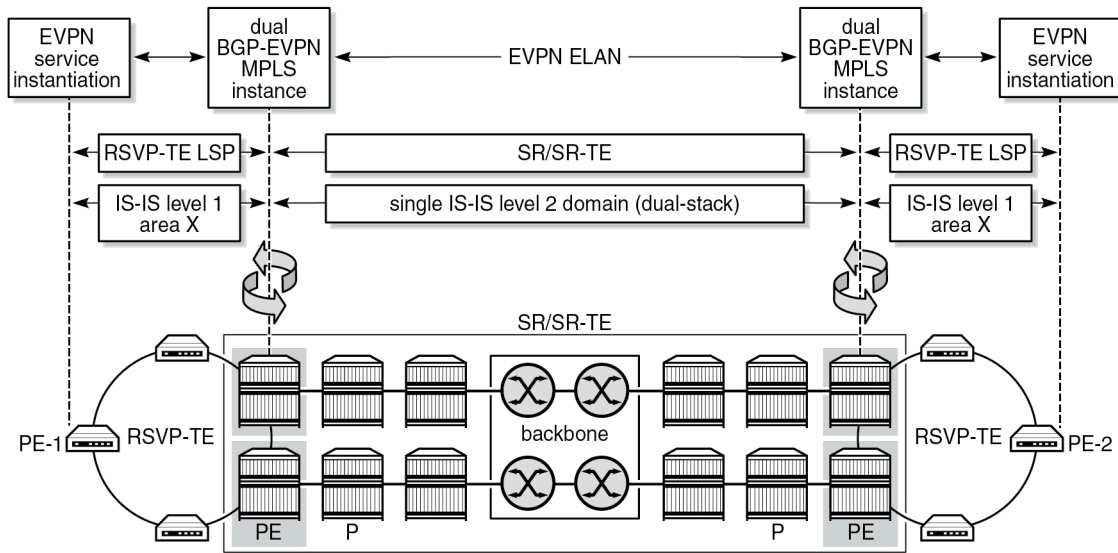 EVPN
service
instantiation
dual
BGP-EVPN
MPLS
instance
EVPN ELAN
dual
BGP-EVPN
MPLS
instance
EVPN
service
instantiation
RSVP-TE LSP
SR/SR-TE
RSVP-TE LSP
IS-IS level 1
area X
single IS-IS level 2 domain (dual-stack)
IS-IS level 1
area X
SR/SR-TE
PE-1
RSVP-TE
backbone
RSVP-TE
PE-2
PE
P
P
PE